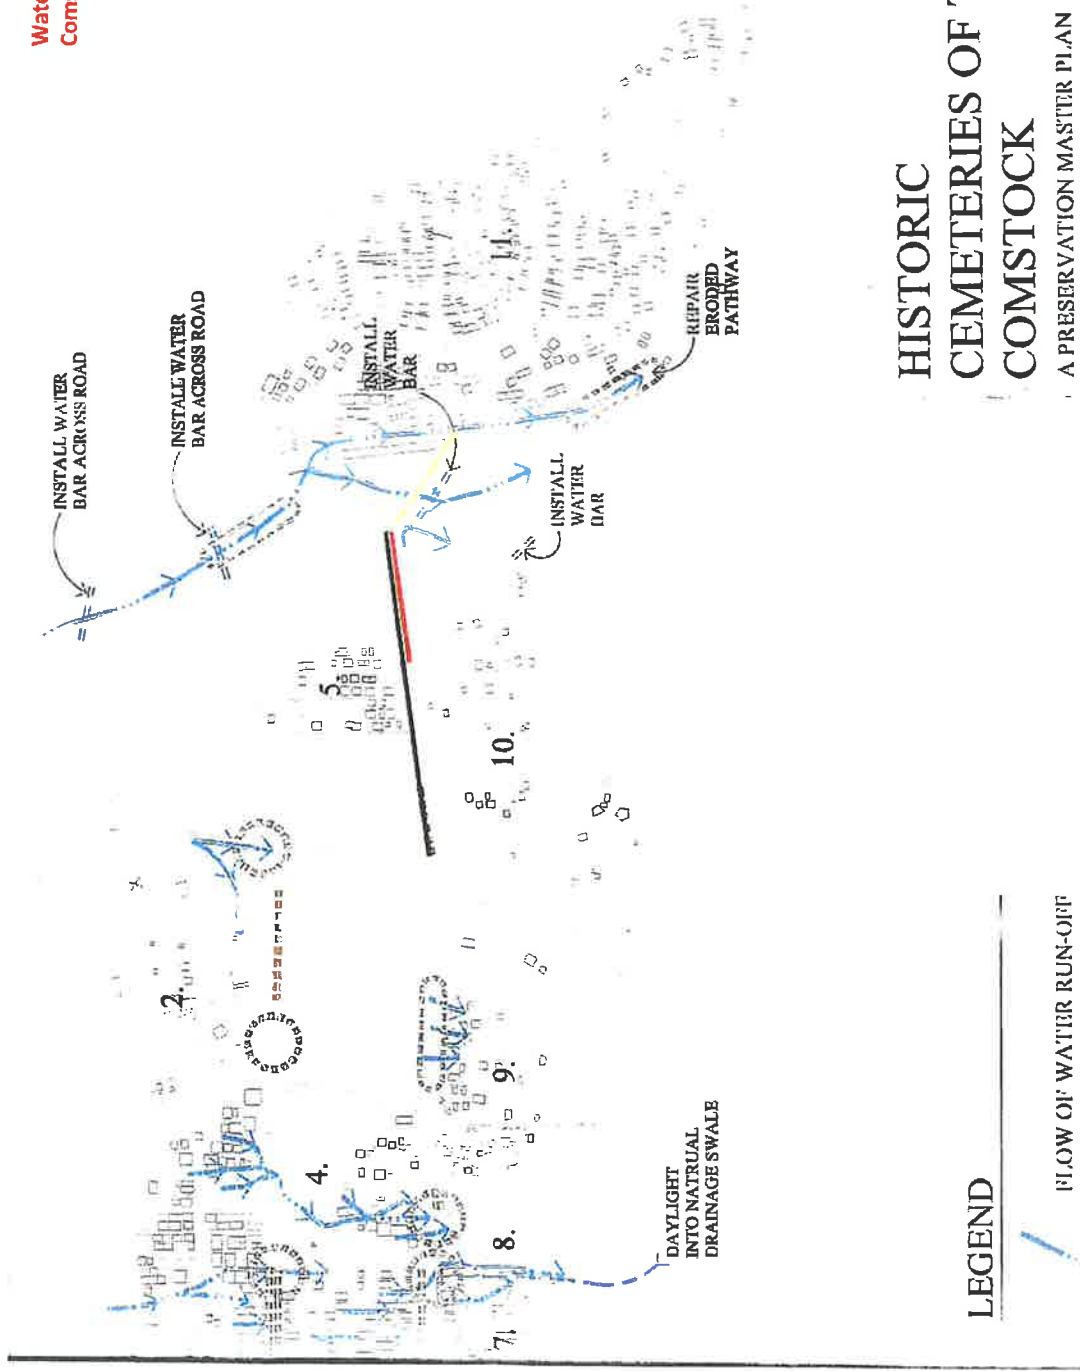 INSTALL WATER
BAR ACROSS ROAD
INSTALL WATER
BAR ACROSS ROAD
INSTALL
WATER
BAR
INSTALL
WATER
BAR
REPAIR
ERODED
PATHWAY
DAYLIGHT
INTO NATRUAL
DRAINAGE SWALE
2.
4.
5.
7.
8.
9.
10.
11.
HISTORIC
CEMETERIES OF
COMSTOCK
A PRESERVATION MASTER PLAN
LEGEND
FLOW OF WATER RUN-OFF